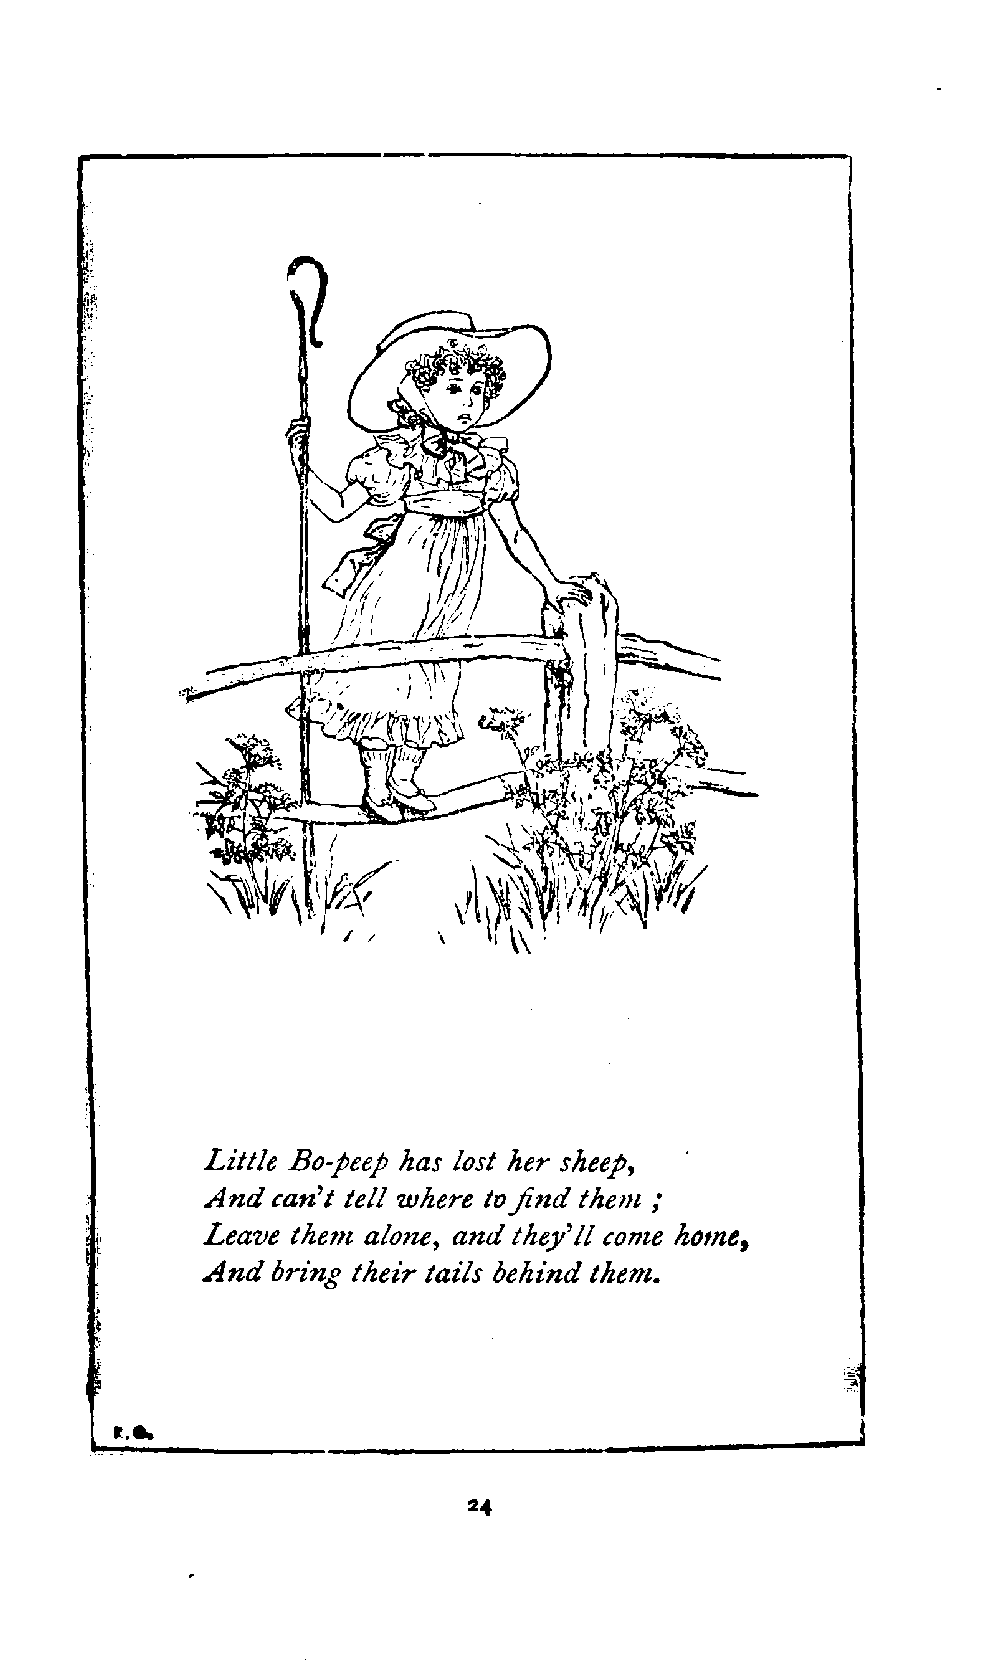 Little Bo-peep has lost her sheep,
And can't tell where to find them ;
Leave them alone, and they'll come home,
And bring their tails behind them.
K.G.
24